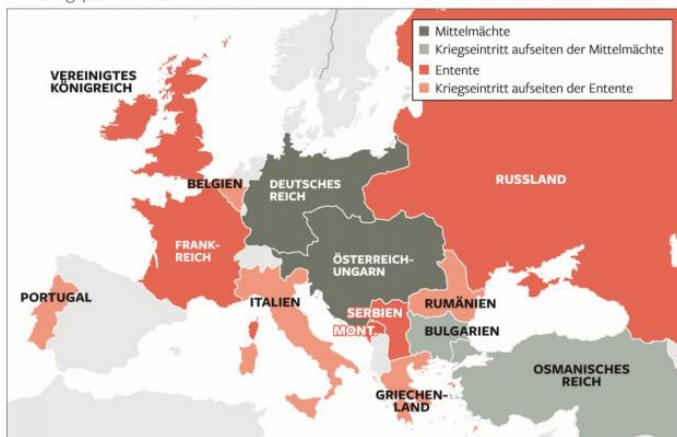 Mittelmächte
Kriegseintritt aufseiten der Mittelmächte
Entente
Kriegseintritt aufseiten der Entente
VEREINIGTES
KÖNIGREICH
BELGIEN
DEUTSCHES
REICH
RUSSLAND
FRANK-
REICH
ÖSTERREICH-
UNGARN
PORTUGAL
ITALIEN
RUMÄNIEN
SERBIEN
MONT.
BULGARIEN
OSMANISCHES
REICH
GRIECHEN-
LAND